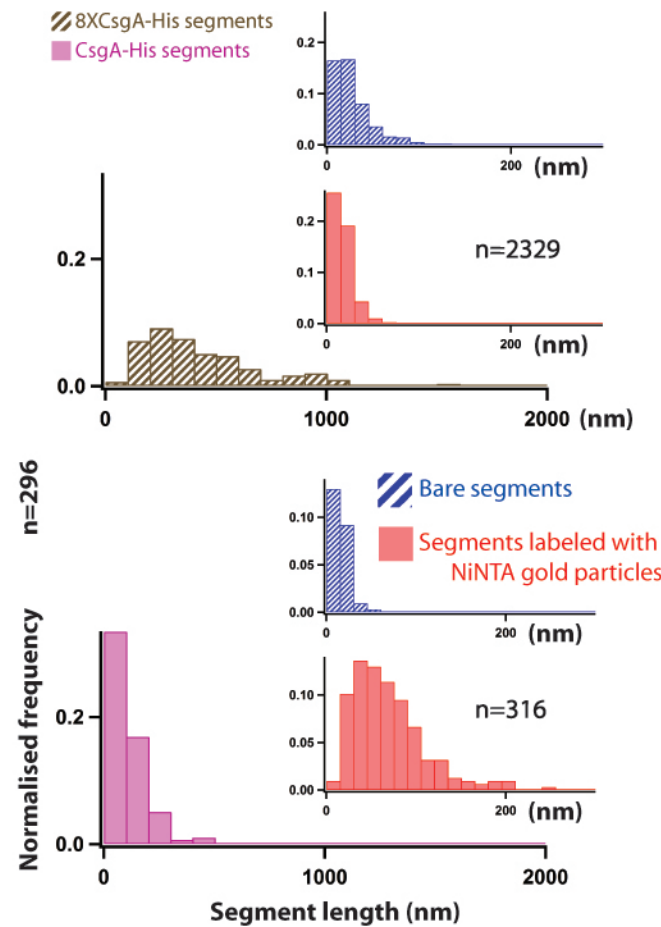 8XCsgA-His segments
CsgA-His segments
0.2
0.1
0.0
0
200
(nm)
0.2
0.1
0.0
n=2329
0
200
(nm)
0.2
0.0
0
1000
2000
(nm)
n=296
Bare segments
Segments labeled with
NiNTA gold particles
0.10
0.05
0.00
0
200
(nm)
0.10
0.05
0.00
n=316
0
200
(nm)
Normalised frequency
0.2
0.0
0
1000
2000
Segment length (nm)